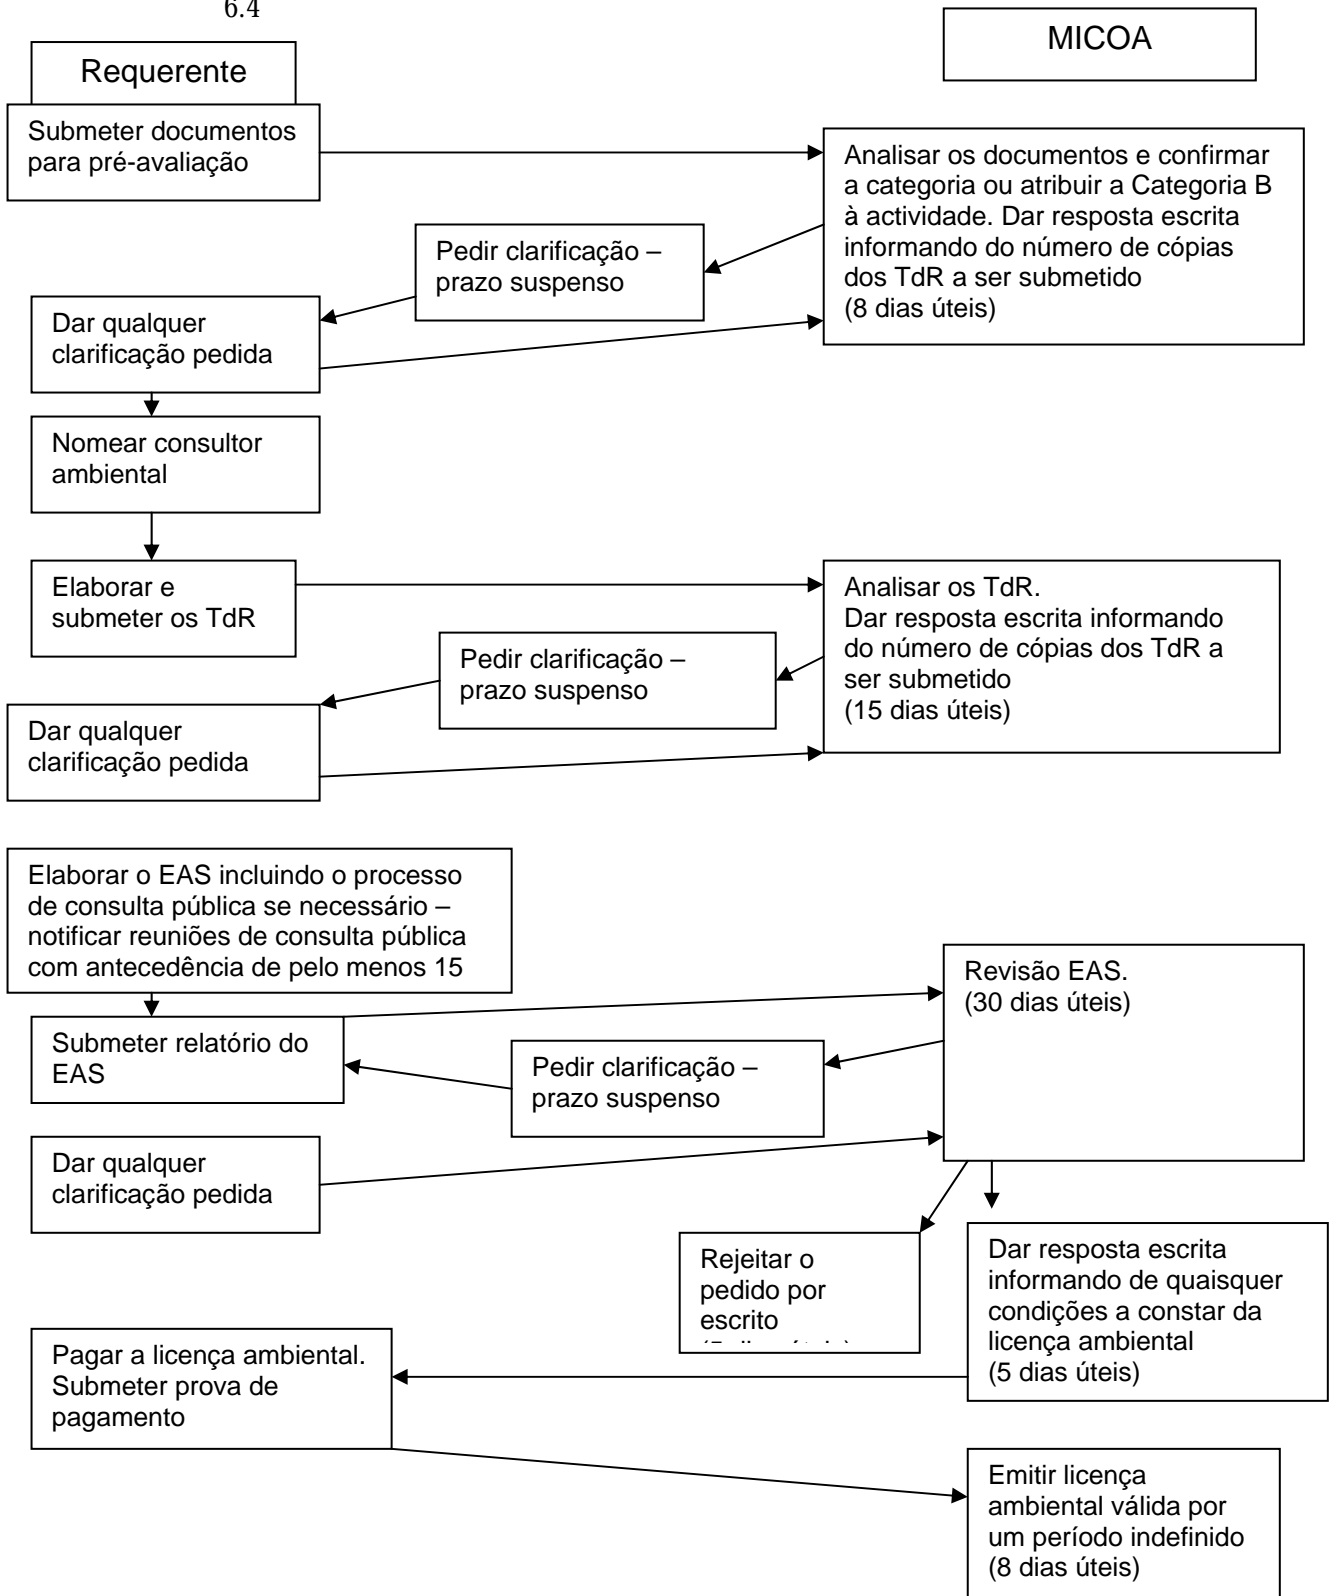 6.4
MICOA
Requerente
Submeter documentos
para pré-avaliação
Analisar os documentos e confirmar
a categoria ou atribuir a Categoria B
à actividade. Dar resposta escrita
informando do número de cópias
dos TdR a ser submetido
(8 dias úteis)
Pedir clarificação –
prazo suspenso
Dar qualquer
clarificação pedida
Nomear consultor
ambiental
Elaborar e
submeter os TdR
Analisar os TdR.
Dar resposta escrita informando
do número de cópias dos TdR a
ser submetido
(15 dias úteis)
Pedir clarificação –
prazo suspenso
Dar qualquer
clarificação pedida
Elaborar o EAS incluindo o processo
de consulta pública se necessário –
notificar reuniões de consulta pública
com antecedência de pelo menos 15
Revisão EAS.
(30 dias úteis)
Submeter relatório do
EAS
Pedir clarificação –
prazo suspenso
Dar qualquer
clarificação pedida
Rejeitar o
pedido por
escrito
Dar resposta escrita
informando de quaisquer
condições a constar da
licença ambiental
(5 dias úteis)
Pagar a licença ambiental.
Submeter prova de
pagamento
Emitir licença
ambiental válida por
um período indefinido
(8 dias úteis)